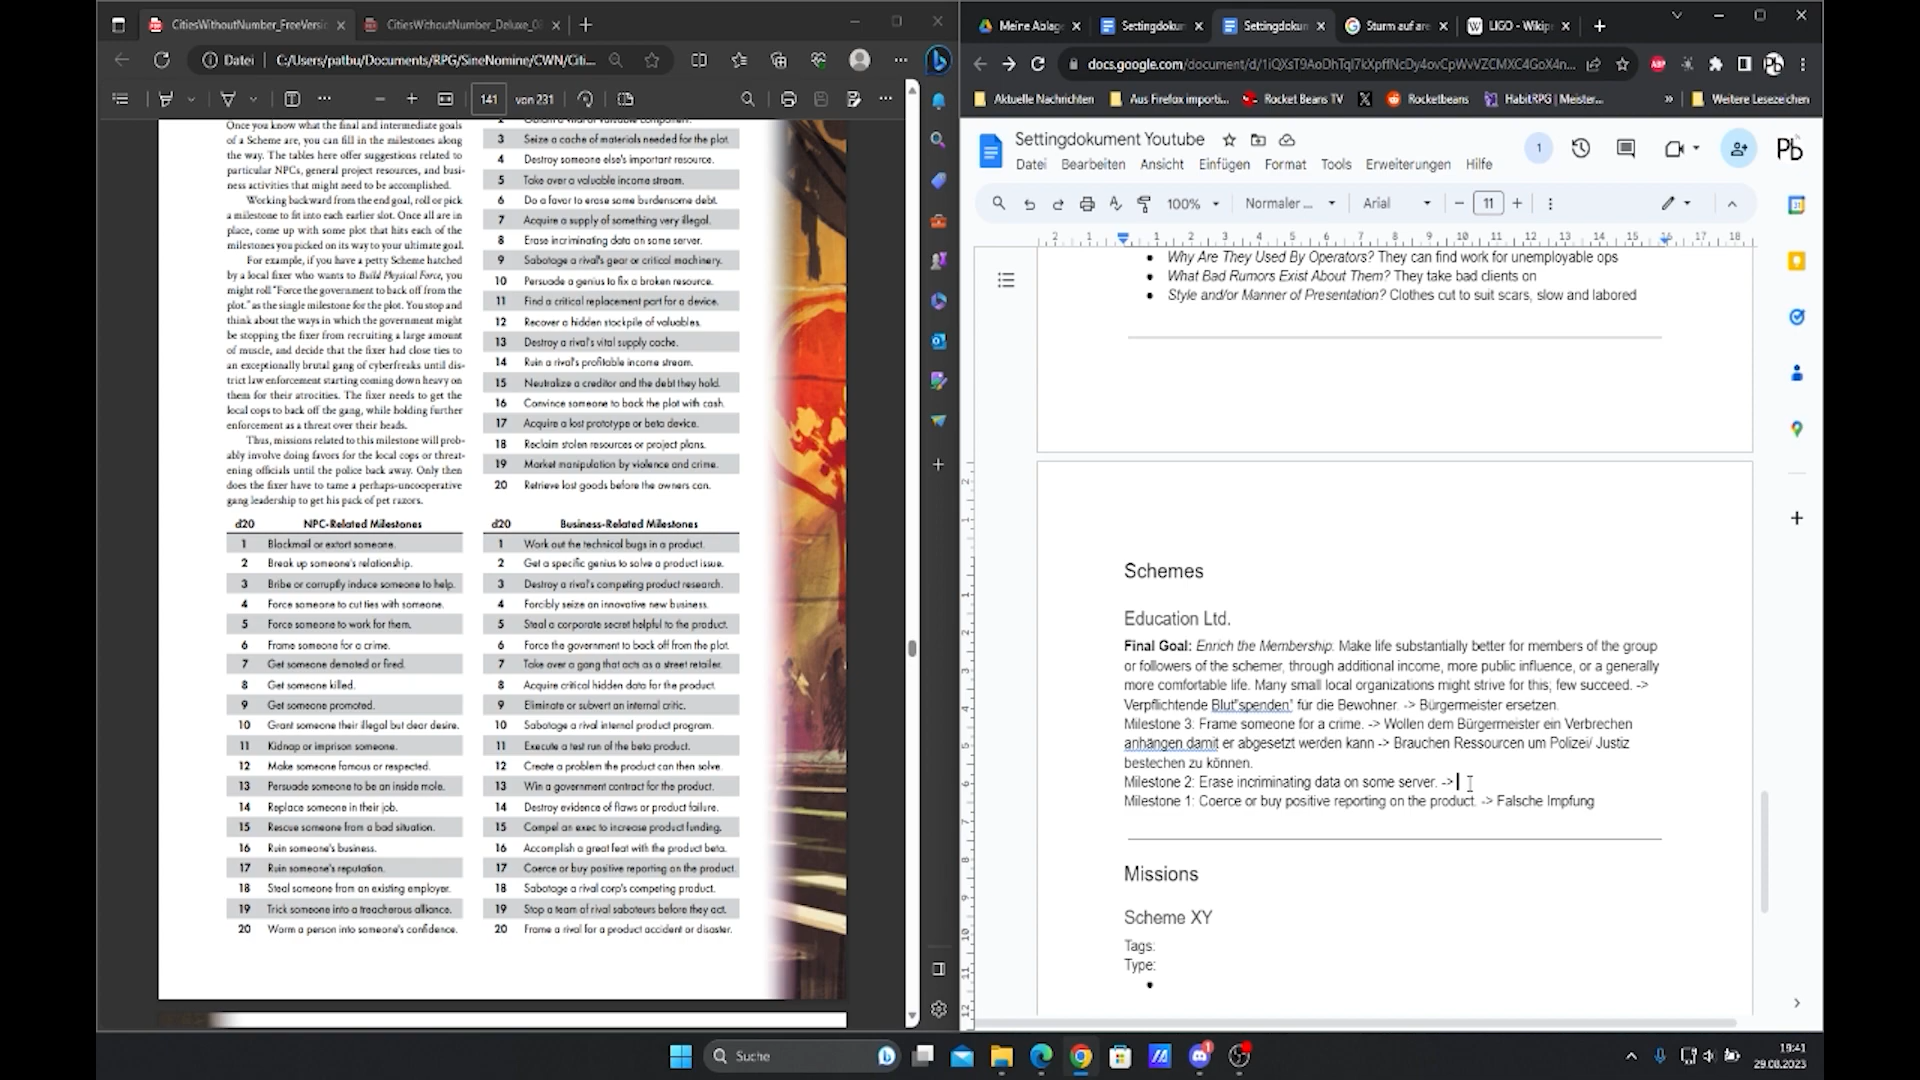 CitiesWithoutNumber_FreeVersi
CitiesWithoutNumber_Deluxe_0
Datei
C:/Users/patbu/Documents/RPG/SineNomine/CWN/Citi...
141
von 231
Once you know what the final and intermediate goals
of a Scheme are, you can fill in the milestones along
the way. The tables here offer suggestions related to
particular NPCs, general project resources, and busi-
ness activities that might need to be accomplished.
Working backward from the end goal, roll or pick
a milestone to fit into each earlier slot. Once all are in
place, come up with some plot that hits each of the
milestones you picked on its way to your ultimate goal.
For example, if you have a petty Scheme hatched
by a local fixer who wants to Build Physical Force, you
might roll "Force the government to back off from the
plot." as the single milestone for the plot. You stop and
think about the ways in which the government might
be stopping the fixer from recruiting a large amount
of muscle, and decide that the fixer had close ties to
an exceptionally brutal gang of cyberfreaks until dis-
trict law enforcement starting coming down heavy on
them for their atrocities. The fixer needs to get the
local cops to back off the gang, while holding further
enforcement as a threat over their heads.
Thus, missions related to this milestone will prob-
ably involve doing favors for the local cops or threat-
ening officials until the police back away. Only then
does the fixer have to tame a perhaps-uncooperative
gang leadership to get his pack of pet razors.
3 Seize a cache of materials needed for the plot.
4 Destroy someone else's important resource.
5 Take over a valuable income stream.
6 Do a favor to erase some burdensome debt.
7 Acquire a supply of something very illegal.
8 Erase incriminating data on some server.
9 Sabotage a rival's gear or critical machinery.
10 Persuade a genius to fix a broken resource.
11 Find a critical replacement part for a device.
12 Recover a hidden stockpile of valuables.
13 Destroy a rival's vital supply cache.
14 Ruin a rival's profitable income stream.
15 Neutralize a creditor and the debt they hold.
16 Convince someone to back the plot with cash.
17 Acquire a lost prototype or beta device.
18 Reclaim stolen resources or project plans.
19 Market manipulation by violence and crime.
20 Retrieve lost goods before the owners can.
d20 NPC-Related Milestones
1 Blackmail or extort someone.
2 Break up someone's relationship.
3 Bribe or corruptly induce someone to help.
4 Force someone to cut ties with someone.
5 Force someone to work for them.
6 Frame someone for a crime.
7 Get someone demoted or fired.
8 Get someone killed.
9 Get someone promoted.
10 Grant someone their illegal but dear desire.
11 Kidnap or imprison someone.
12 Make someone famous or respected.
13 Persuade someone to be an inside mole.
14 Replace someone in their job.
15 Rescue someone from a bad situation.
16 Ruin someone's business.
17 Ruin someone's reputation.
18 Steal someone from an existing employer.
19 Trick someone into a treacherous alliance.
20 Worm a person into someone's confidence.
d20 Business-Related Milestones
1 Work out the technical bugs in a product.
2 Get a specific genius to solve a product issue.
3 Destroy a rival's competing product research.
4 Forcibly seize an innovative new business.
5 Steal a corporate secret helpful to the product.
6 Force the government to back off from the plot.
7 Take over a gang that acts as a street retailer.
8 Acquire critical hidden data for the product.
9 Eliminate or subvert an internal critic.
10 Sabotage a rival internal product program.
11 Execute a test run of the beta product.
12 Create a problem the product can then solve.
13 Win a government contract for the product.
14 Destroy evidence of flaws or product failure.
15 Compel an exec to increase product funding.
16 Accomplish a great feat with the product beta.
17 Coerce or buy positive reporting on the product.
18 Sabotage a rival corp's competing product.
19 Stop a team of rival saboteurs before they act.
20 Frame a rival for a product accident or disaster.
Meine Ablag
Settingdokun
Settingdokun
Sturm auf are
LIGO - Wikip
docs.google.com/document/d/1iQXsT9AoDhTqI7kXpffNcDy4ovCpWvVZCMXC4GoX4n...
Aktuelle Nachrichten
Aus Firefox importi...
Rocket Beans TV
Rocketbeans
HabitRPG | Meister...
Weitere Lesezeichen
Settingdokument Youtube
Datei Bearbeiten Ansicht Einfügen Format Tools Erweiterungen Hilfe
1
100% Normaler ... Arial 11
2 1 1 2 3 4 5 6 7 8 9 10 11 12 13 14 15 16 17 18
• Why Are They Used By Operators? They can find work for unemployable ops
• What Bad Rumors Exist About Them? They take bad clients on
• Style and/or Manner of Presentation? Clothes cut to suit scars, slow and labored
Schemes
Education Ltd.
Final Goal: Enrich the Membership: Make life substantially better for members of the group
or followers of the schemer, through additional income, more public influence, or a generally
more comfortable life. Many small local organizations might strive for this; few succeed. ->
Verpflichtende Blut"spenden" für die Bewohner. -> Bürgermeister ersetzen.
Milestone 3: Frame someone for a crime. -> Wollen dem Bürgermeister ein Verbrechen
anhängen damit er abgesetzt werden kann -> Brauchen Ressourcen um Polizei/ Justiz
bestechen zu können.
Milestone 2: Erase incriminating data on some server. ->
Milestone 1: Coerce or buy positive reporting on the product. -> Falsche Impfung
Missions
Scheme XY
Tags:
Type:
•
Suche
19:41
29.08.2023